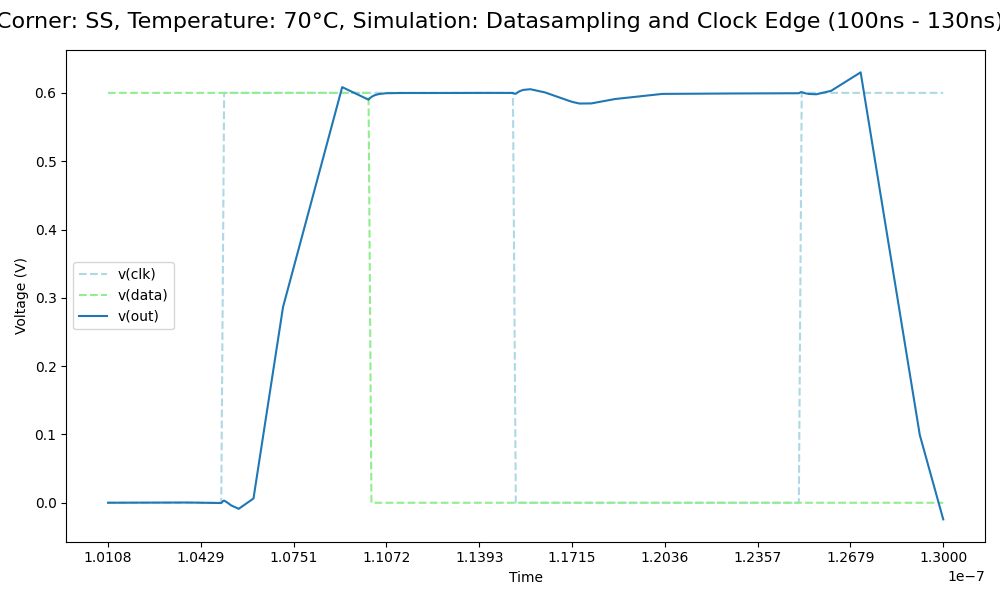 Corner: SS, Temperature: 70°C, Simulation: Datasampling and Clock Edge (100ns - 130ns)
0.6
0.5
0.4
0.3
0.2
0.1
0.0
Voltage (V)
v(clk)
v(data)
v(out)
1.0108 1.0429 1.0751 1.1072 1.1393 1.1715 1.2036 1.2357 1.2679 1.3000
Time
1e−7